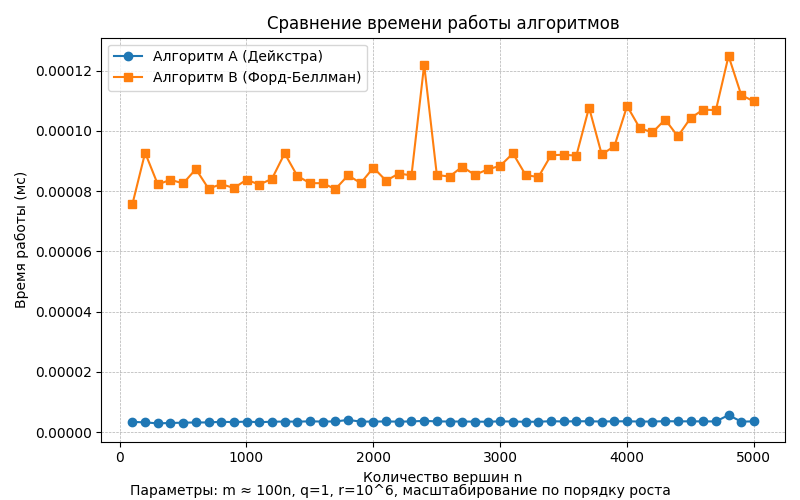 Сравнение времени работы алгоритмов
Алгоритм A (Дейкстра)
Алгоритм B (Форд-Беллман)
0.00012
0.00010
0.00008
0.00006
0.00004
0.00002
0.00000
Время работы (мс)
0 1000 2000 3000 4000 5000
Количество вершин n
Параметры: m ≈ 100n, q=1, r=10^6, масштабирование по порядку роста